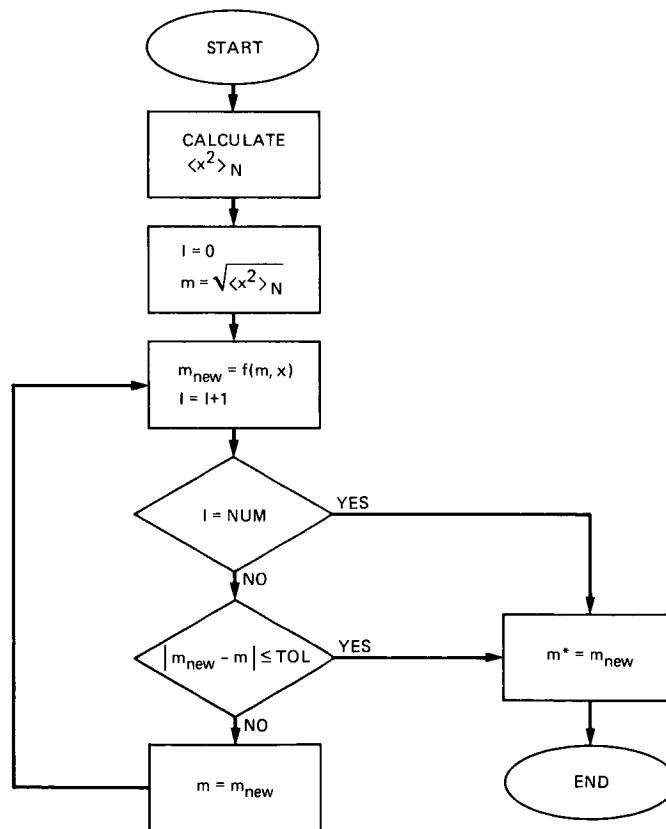 START
CALCULATE
⟨x²⟩N
I = 0
m = √⟨x²⟩N
mnew = f(m, x)
I = I+1
I = NUM
YES
NO
|mnew − m| ≤ TOL
YES
m* = mnew
NO
m = mnew
END